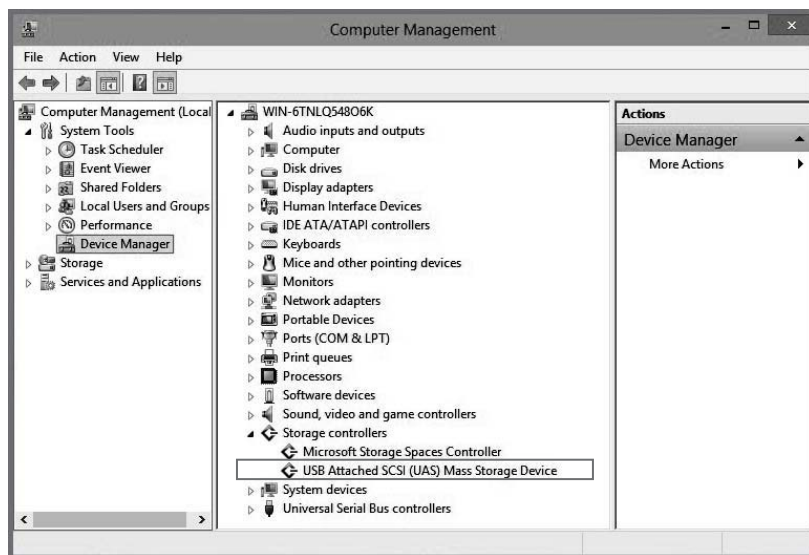 Computer Management
File Action View Help
Computer Management (Local
System Tools
Task Scheduler
Event Viewer
Shared Folders
Local Users and Groups
Performance
Device Manager
Storage
Services and Applications
WIN-6TNLQ548O6K
Audio inputs and outputs
Computer
Disk drives
Display adapters
Human Interface Devices
IDE ATA/ATAPI controllers
Keyboards
Mice and other pointing devices
Monitors
Network adapters
Portable Devices
Ports (COM & LPT)
Print queues
Processors
Software devices
Sound, video and game controllers
Storage controllers
Microsoft Storage Spaces Controller
USB Attached SCSI (UAS) Mass Storage Device
System devices
Universal Serial Bus controllers
Actions
Device Manager
More Actions